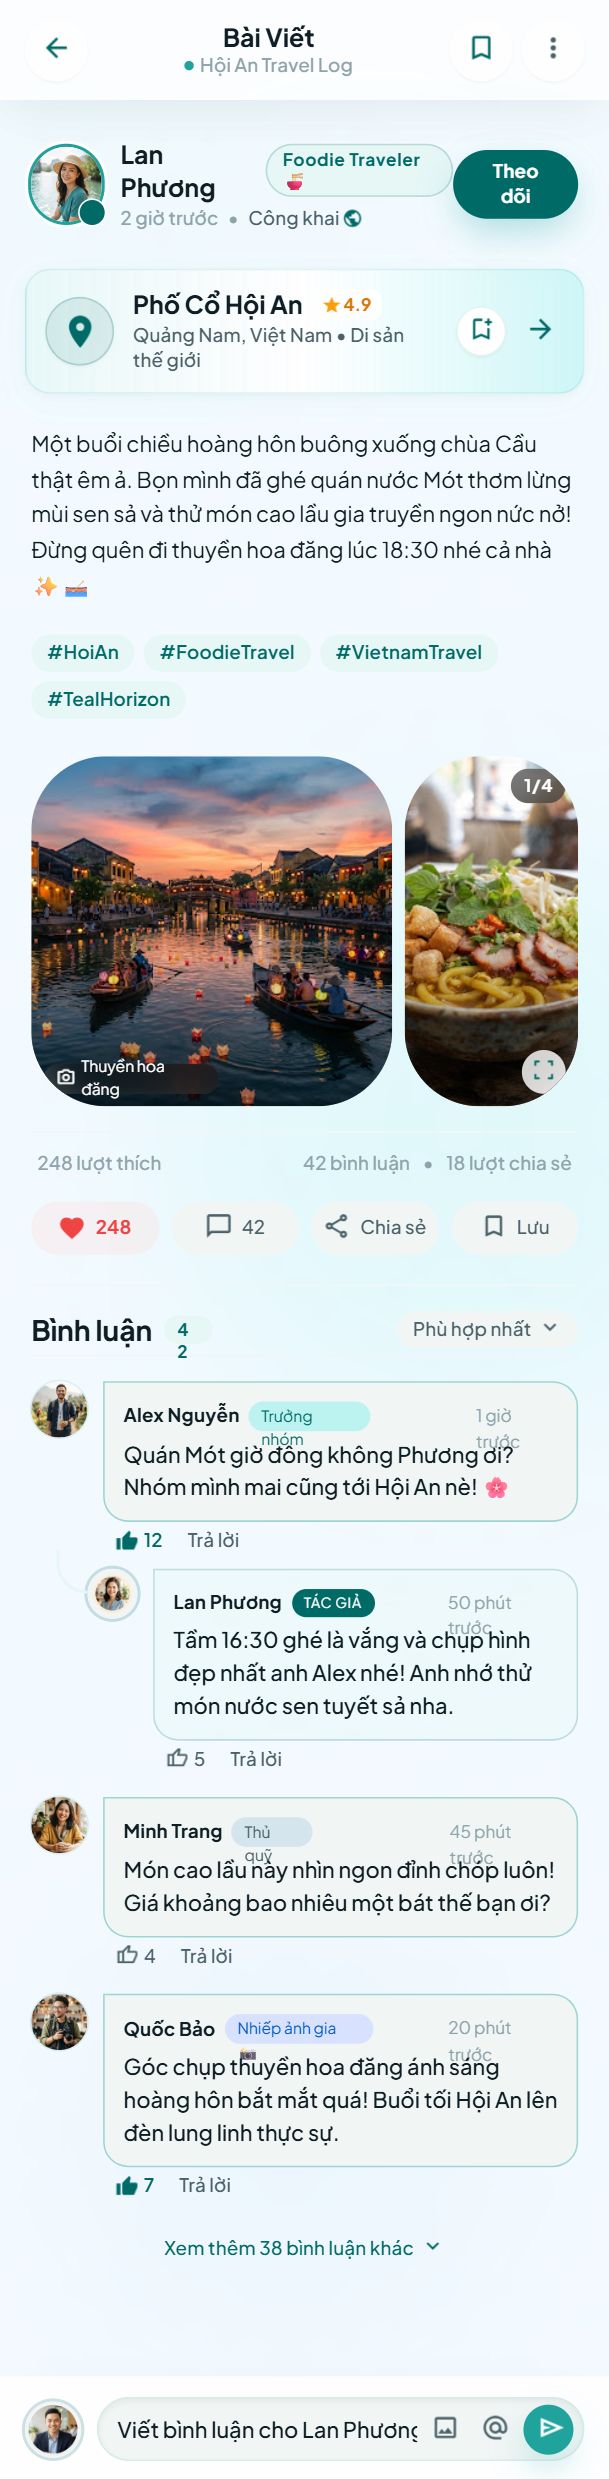 Bài Viết
Hội An Travel Log
Lan Phương
Foodie Traveler 🍜
Theo dõi
2 giờ trước • Công khai
Phố Cổ Hội An
4.9
Quảng Nam, Việt Nam • Di sản
thế giới
Một buổi chiều hoàng hôn buông xuống chùa Cầu
thật êm ả. Bọn mình đã ghé quán nước Mót thơm lừng
mùi sen sả và thử món cao lầu gia truyền ngon nức nở!
Đừng quên đi thuyền hoa đăng lúc 18:30 nhé cả nhà
✨ 🚣
#HoiAn #FoodieTravel #VietnamTravel
#TealHorizon
1/4
Thuyền hoa
đăng
248 lượt thích
42 bình luận • 18 lượt chia sẻ
248
42
Chia sẻ
Lưu
Bình luận
42
Phù hợp nhất
Alex Nguyễn
Trưởng nhóm
1 giờ trước
Quán Mót giờ đông không Phương ơi?
Nhóm mình mai cũng tới Hội An nè! 🌸
12 Trả lời
Lan Phương
TÁC GIẢ
50 phút trước
Tầm 16:30 ghé là vắng và chụp hình
đẹp nhất anh Alex nhé! Anh nhớ thử
món nước sen tuyết sả nha.
5 Trả lời
Minh Trang
Thủ quỹ
45 phút trước
Món cao lầu này nhìn ngon đỉnh chóp luôn!
Giá khoảng bao nhiêu một bát thế bạn ơi?
4 Trả lời
Quốc Bảo
Nhiếp ảnh gia 📷
20 phút trước
Góc chụp thuyền hoa đăng ánh sáng
hoàng hôn bắt mắt quá! Buổi tối Hội An lên
đèn lung linh thực sự.
7 Trả lời
Xem thêm 38 bình luận khác
Viết bình luận cho Lan Phương